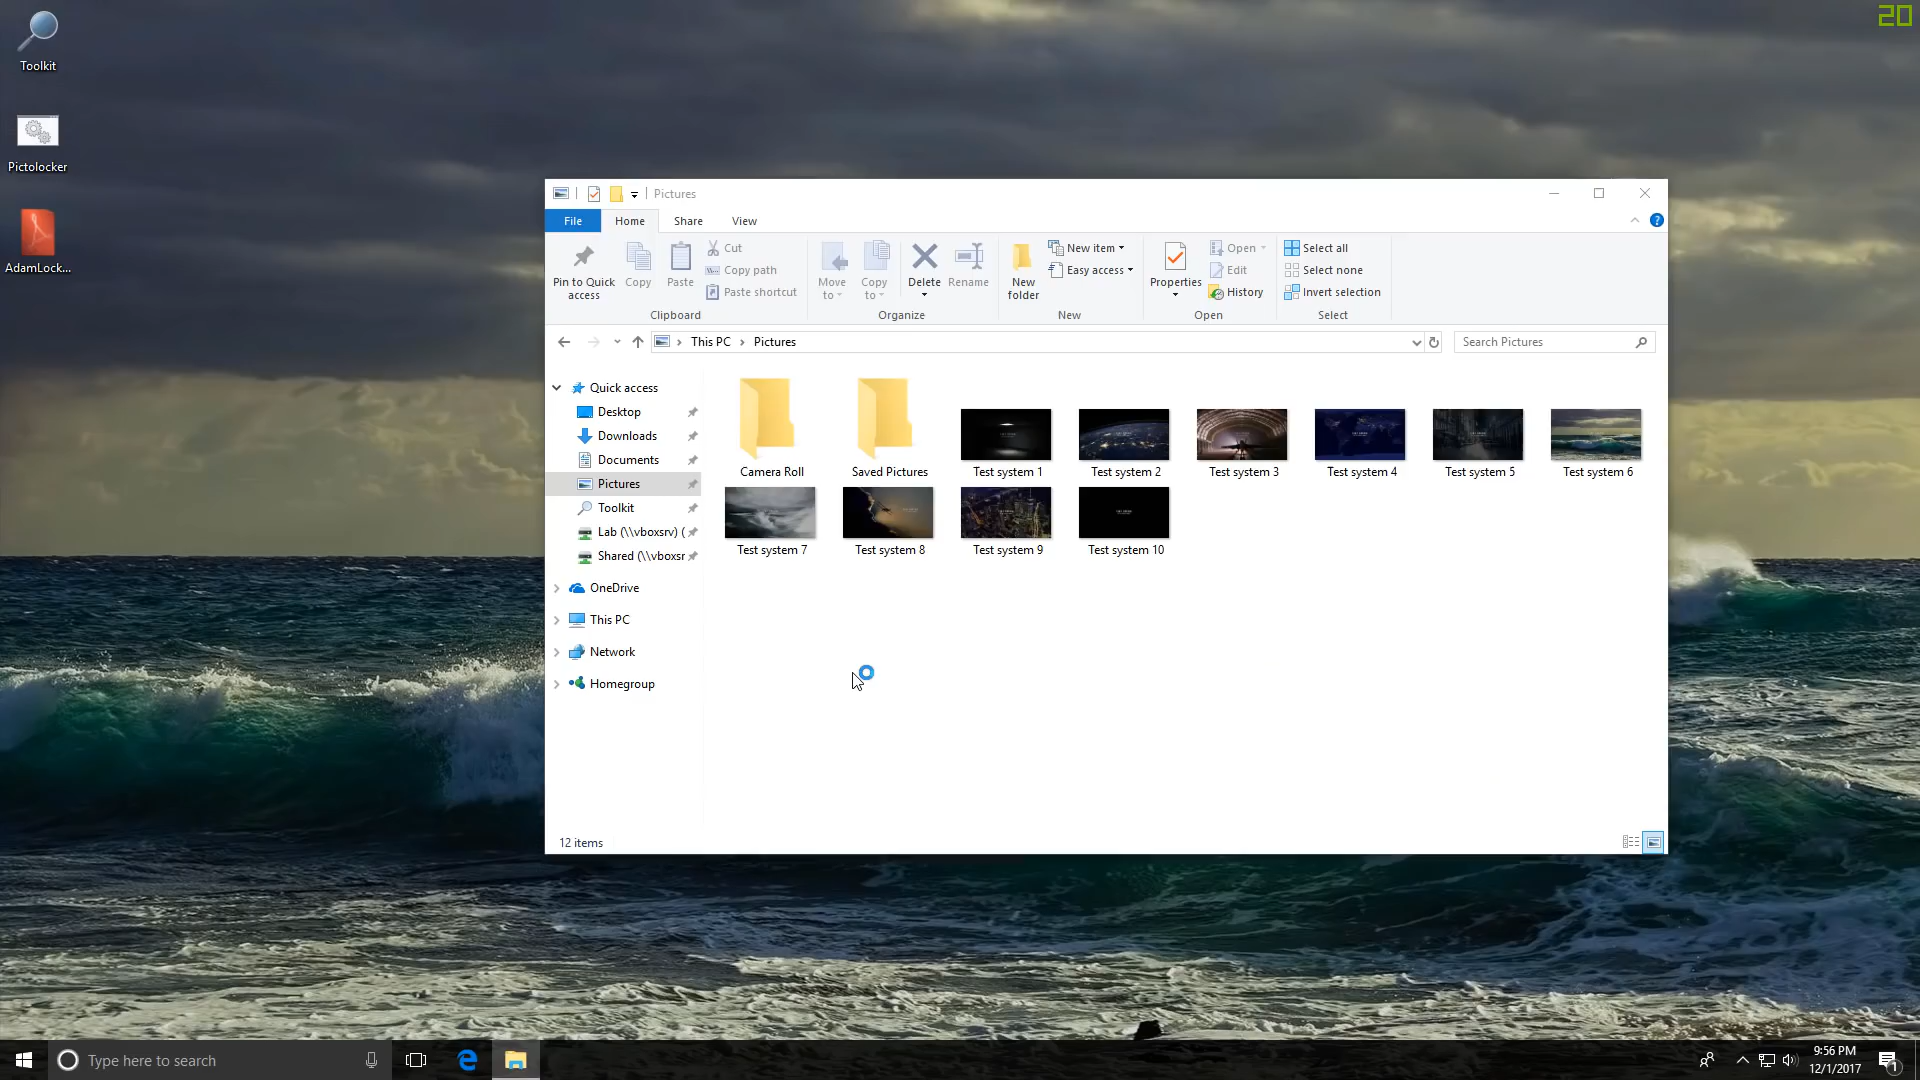 20
Toolkit
Pictolocker
AdamLock...
Pictures
File Home Share View
Pin to Quick access
Copy
Paste
Cut
Copy path
Paste shortcut
Clipboard
Move to
Copy to
Delete
Rename
Organize
New folder
New item
Easy access
New
Properties
Open
Edit
History
Open
Select all
Select none
Invert selection
Select
This PC Pictures
Search Pictures
Quick access
Desktop
Downloads
Documents
Pictures
Toolkit
Lab (\\vboxsrv) (
Shared (\\vboxsr
OneDrive
This PC
Network
Homegroup
Camera Roll Saved Pictures Test system 1 Test system 2 Test system 3 Test system 4 Test system 5 Test system 6
Test system 7 Test system 8 Test system 9 Test system 10
12 items
Type here to search
9:56 PM
12/1/2017
1